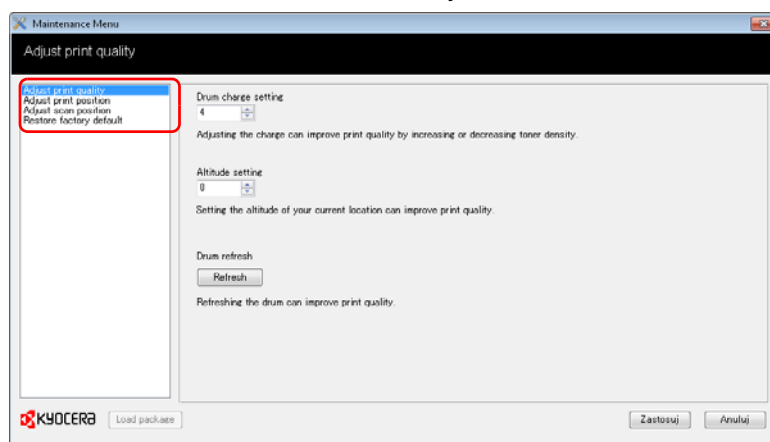 Maintenance Menu
Adjust print quality
Adjust print quality
Adjust print position
Adjust scan position
Restore factory default
Drum charge setting
4
Adjusting the charge can improve print quality by increasing or decreasing toner density.
Altitude setting
0
Setting the altitude of your current location can improve print quality.
Drum refresh
Refresh
Refreshing the drum can improve print quality.
KYOCERA
Load package
Zastosuj
Anuluj